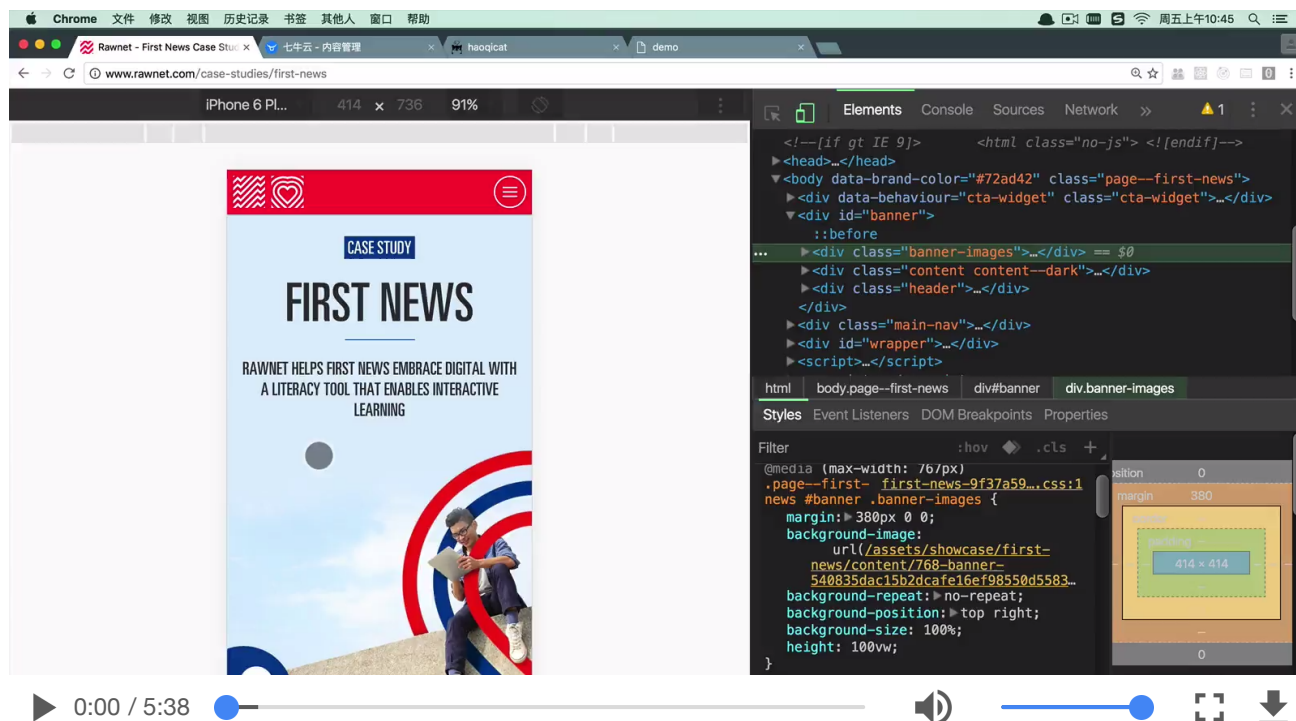 Chrome 文件 修改 视图 历史记录 书签 其他人 窗口 帮助 周五上午10:45
Rawnet - First News Case Stu × 七牛云 - 内容管理 × haoqicat × demo ×
www.rawnet.com/case-studies/first-news
iPhone 6 Pl... 414 × 736 91%
CASE STUDY
FIRST NEWS
RAWNET HELPS FIRST NEWS EMBRACE DIGITAL WITH
A LITERACY TOOL THAT ENABLES INTERACTIVE
LEARNING
Elements Console Sources Network » 1
<!--[if gt IE 9]> <html class="no-js"> <![endif]-->
<head>…</head>
<body data-brand-color="#72ad42" class="page--first-news">
<div data-behaviour="cta-widget" class="cta-widget">…</div>
<div id="banner">
::before
<div class="banner-images">…</div> == $0
<div class="content content--dark">…</div>
<div class="header">…</div>
</div>
<div class="main-nav">…</div>
<div id="wrapper">…</div>
<script>…</script>
html body.page--first-news div#banner div.banner-images
Styles Event Listeners DOM Breakpoints Properties
Filter :hov .cls +
@media (max-width: 767px)
.page--first- first-news-9f37a59….css:1
news #banner .banner-images {
margin: 380px 0 0;
background-image:
url(/assets/showcase/first-
news/content/768-banner-
540835dac15b2dcafe16ef98550d5583…
background-repeat: no-repeat;
background-position: top right;
background-size: 100%;
height: 100vw;
}
0
margin 380
padding
414 × 414
0
0:00 / 5:38